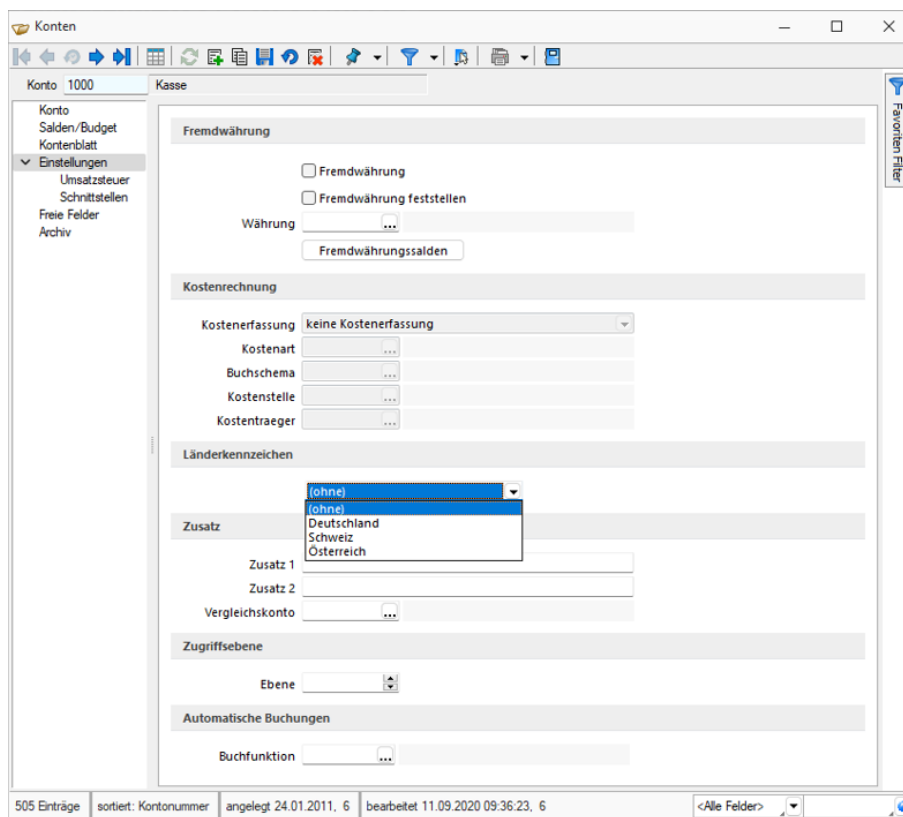 Konten
Konto 1000 Kasse
Favoriten Filter
Konto
Salden/Budget
Kontenblatt
Einstellungen
Umsatzsteuer
Schnittstellen
Freie Felder
Archiv
Fremdwährung
Fremdwährung
Fremdwährung feststellen
Währung ...
Fremdwährungssalden
Kostenrechnung
Kostenerfassung keine Kostenerfassung
Kostenart ...
Buchschema ...
Kostenstelle ...
Kostentraeger ...
Länderkennzeichen
(ohne)
(ohne)
Deutschland
Schweiz
Österreich
Zusatz
Zusatz 1
Zusatz 2
Vergleichskonto ...
Zugriffsebene
Ebene
Automatische Buchungen
Buchfunktion ...
505 Einträge sortiert: Kontonummer angelegt 24.01.2011, 6 bearbeitet 11.09.2020 09:36:23, 6 <Alle Felder>